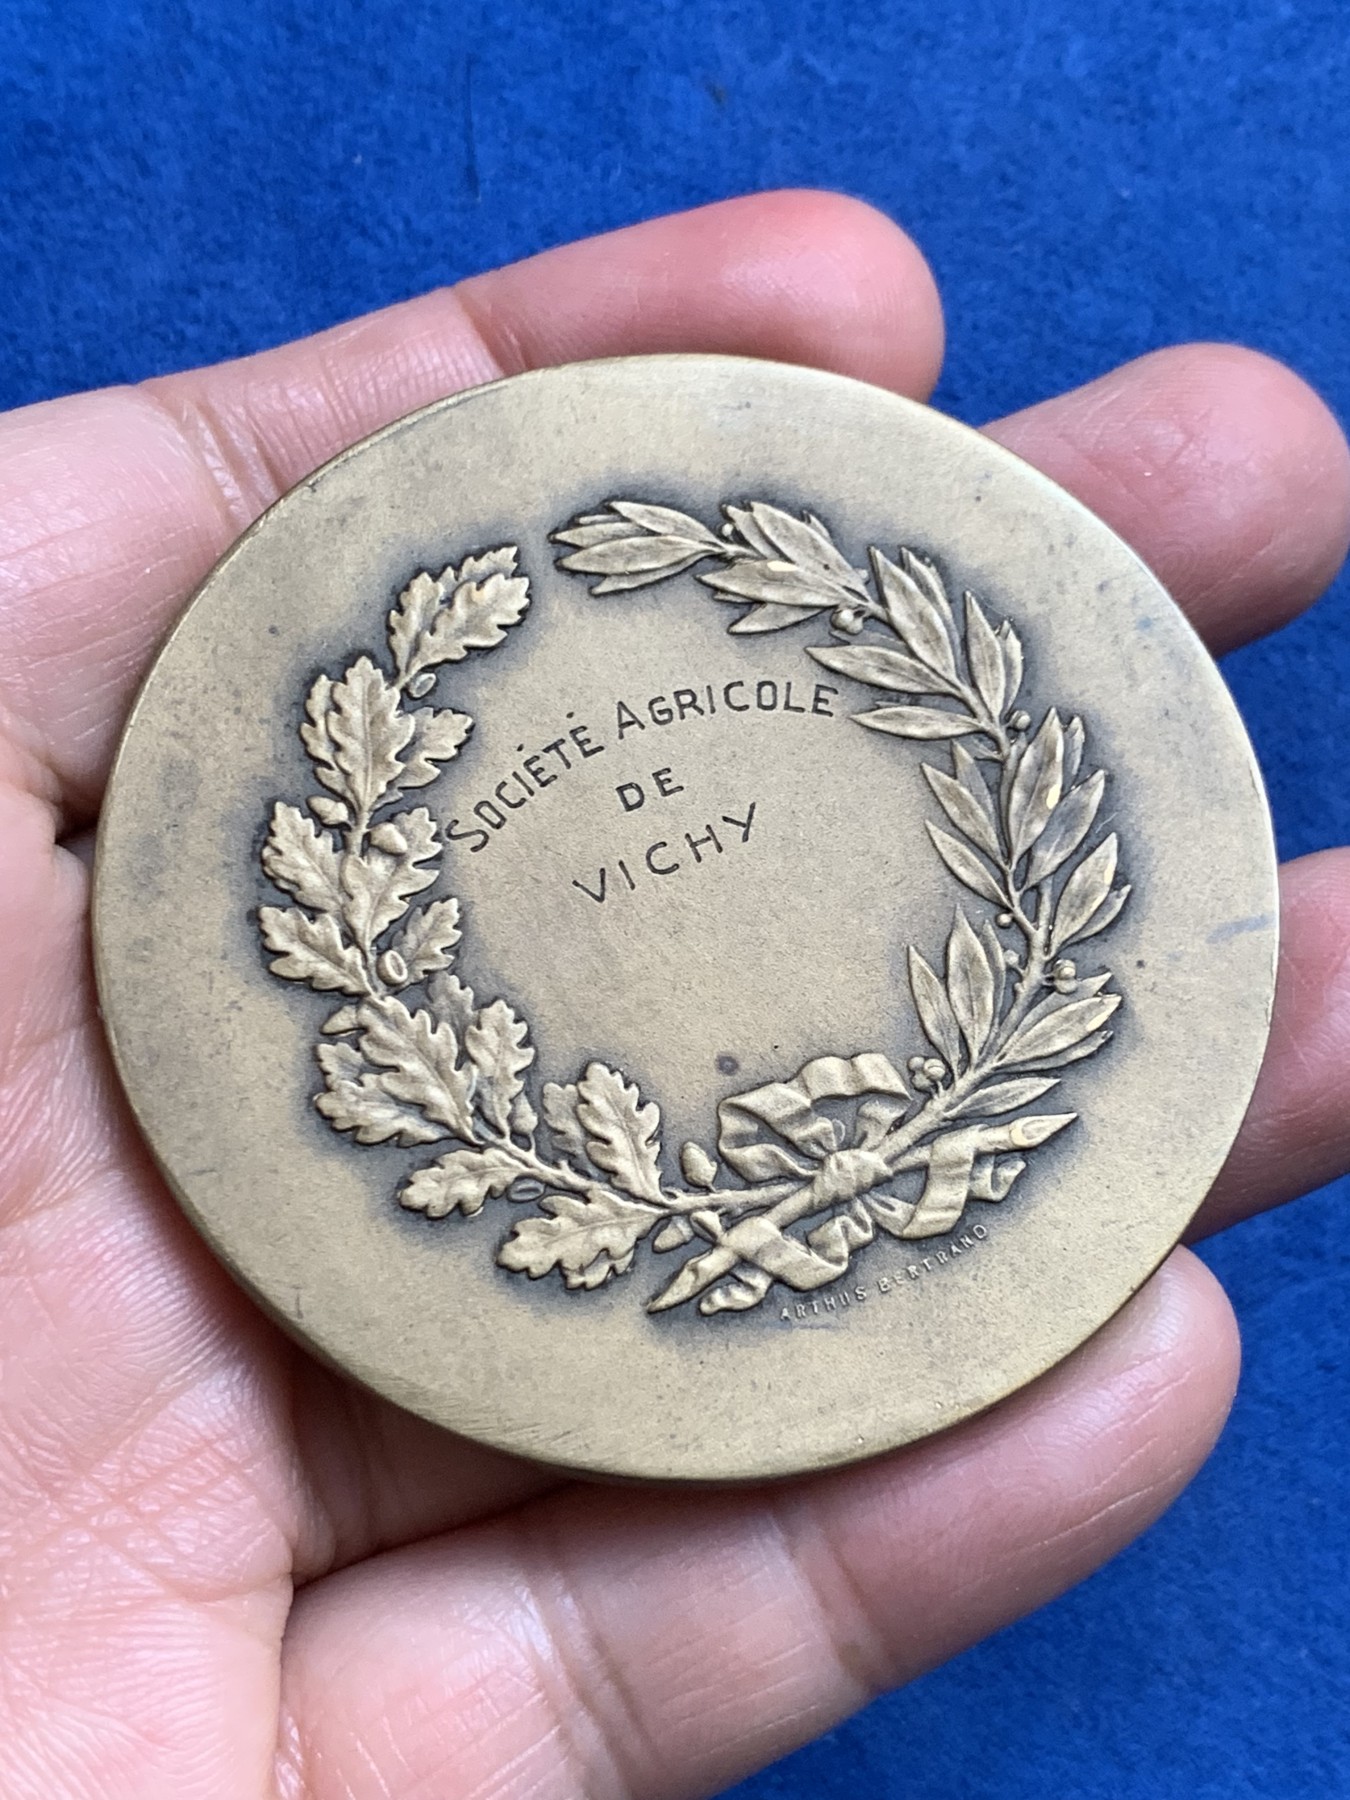 SOCIÉTÉ AGRICOLE
DE
VICHY
ARTHUS BERTRAND